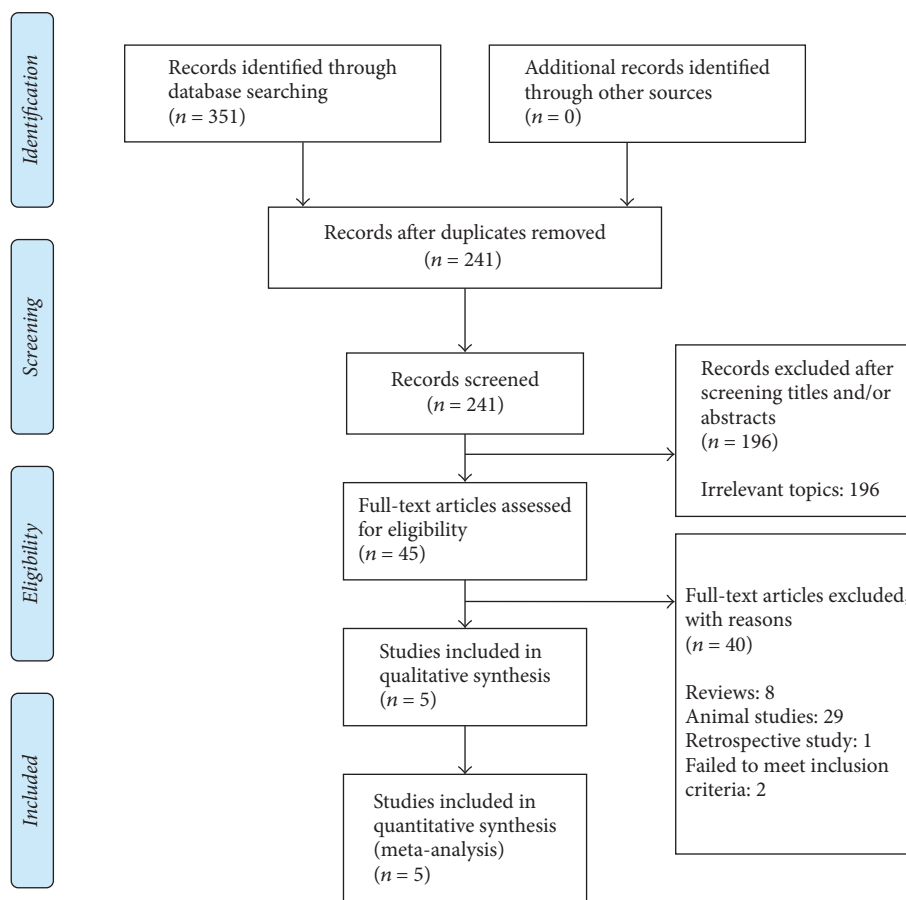 Identification
Records identified through
database searching
(n = 351)
Additional records identified
through other sources
(n = 0)
Records after duplicates removed
(n = 241)
Screening
Records screened
(n = 241)
Records excluded after
screening titles and/or
abstracts
(n = 196)
Irrelevant topics: 196
Eligibility
Full-text articles assessed
for eligibility
(n = 45)
Full-text articles excluded,
with reasons
(n = 40)
Reviews: 8
Animal studies: 29
Retrospective study: 1
Failed to meet inclusion
criteria: 2
Studies included in
qualitative synthesis
(n = 5)
Included
Studies included in
quantitative synthesis
(meta-analysis)
(n = 5)